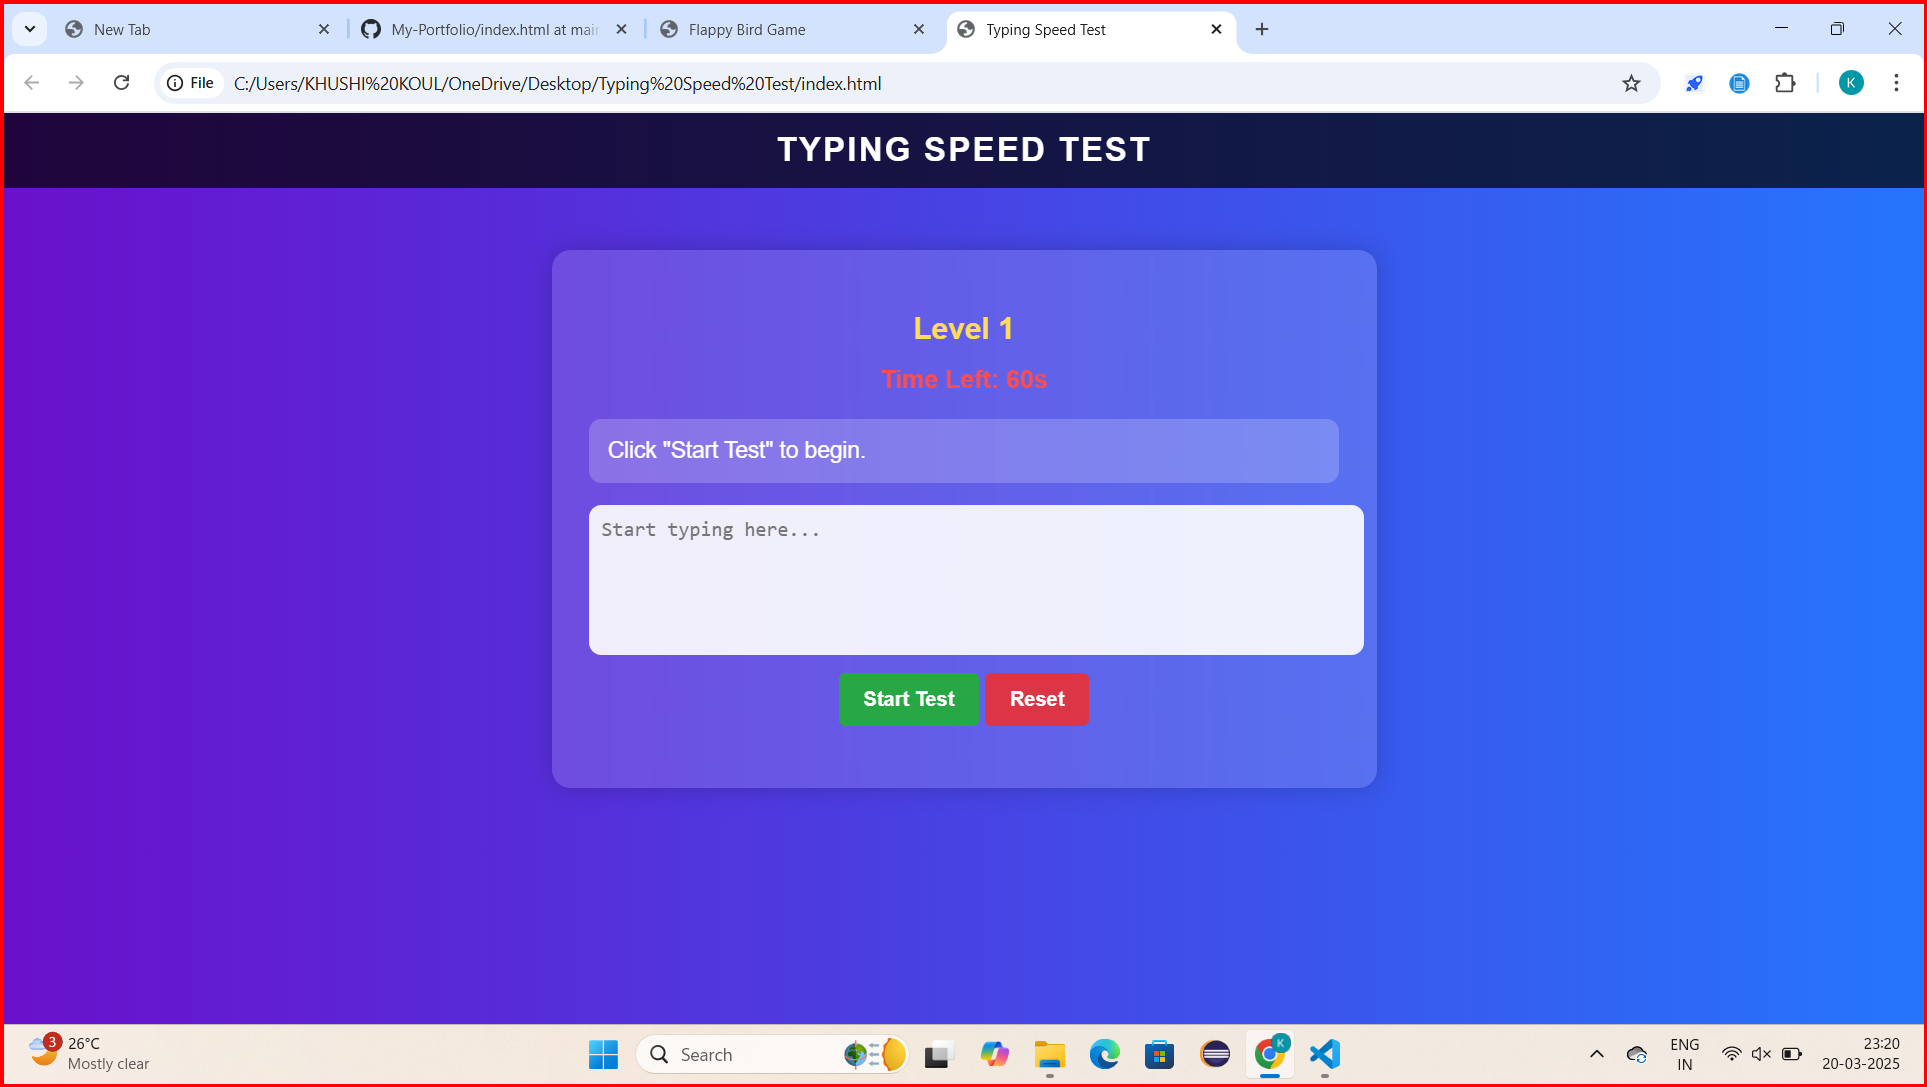 New Tab
My-Portfolio/index.html at mair
Flappy Bird Game
Typing Speed Test
File
C:/Users/KHUSHI%20KOUL/OneDrive/Desktop/Typing%20Speed%20Test/index.html
K
TYPING SPEED TEST
Level 1
Time Left: 60s
Click "Start Test" to begin.
Start typing here...
Start Test Reset
3
26°C
Mostly clear
Search
K
ENG
IN
23:20
20-03-2025